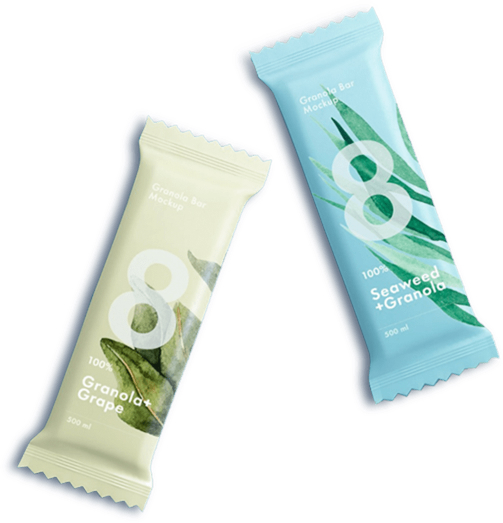 Granola Bar
Mockup
8
100%
Granola+
Grape
300 ml
Granola Bar
Mockup
8
100%
Seaweed
+Granola
300 ml